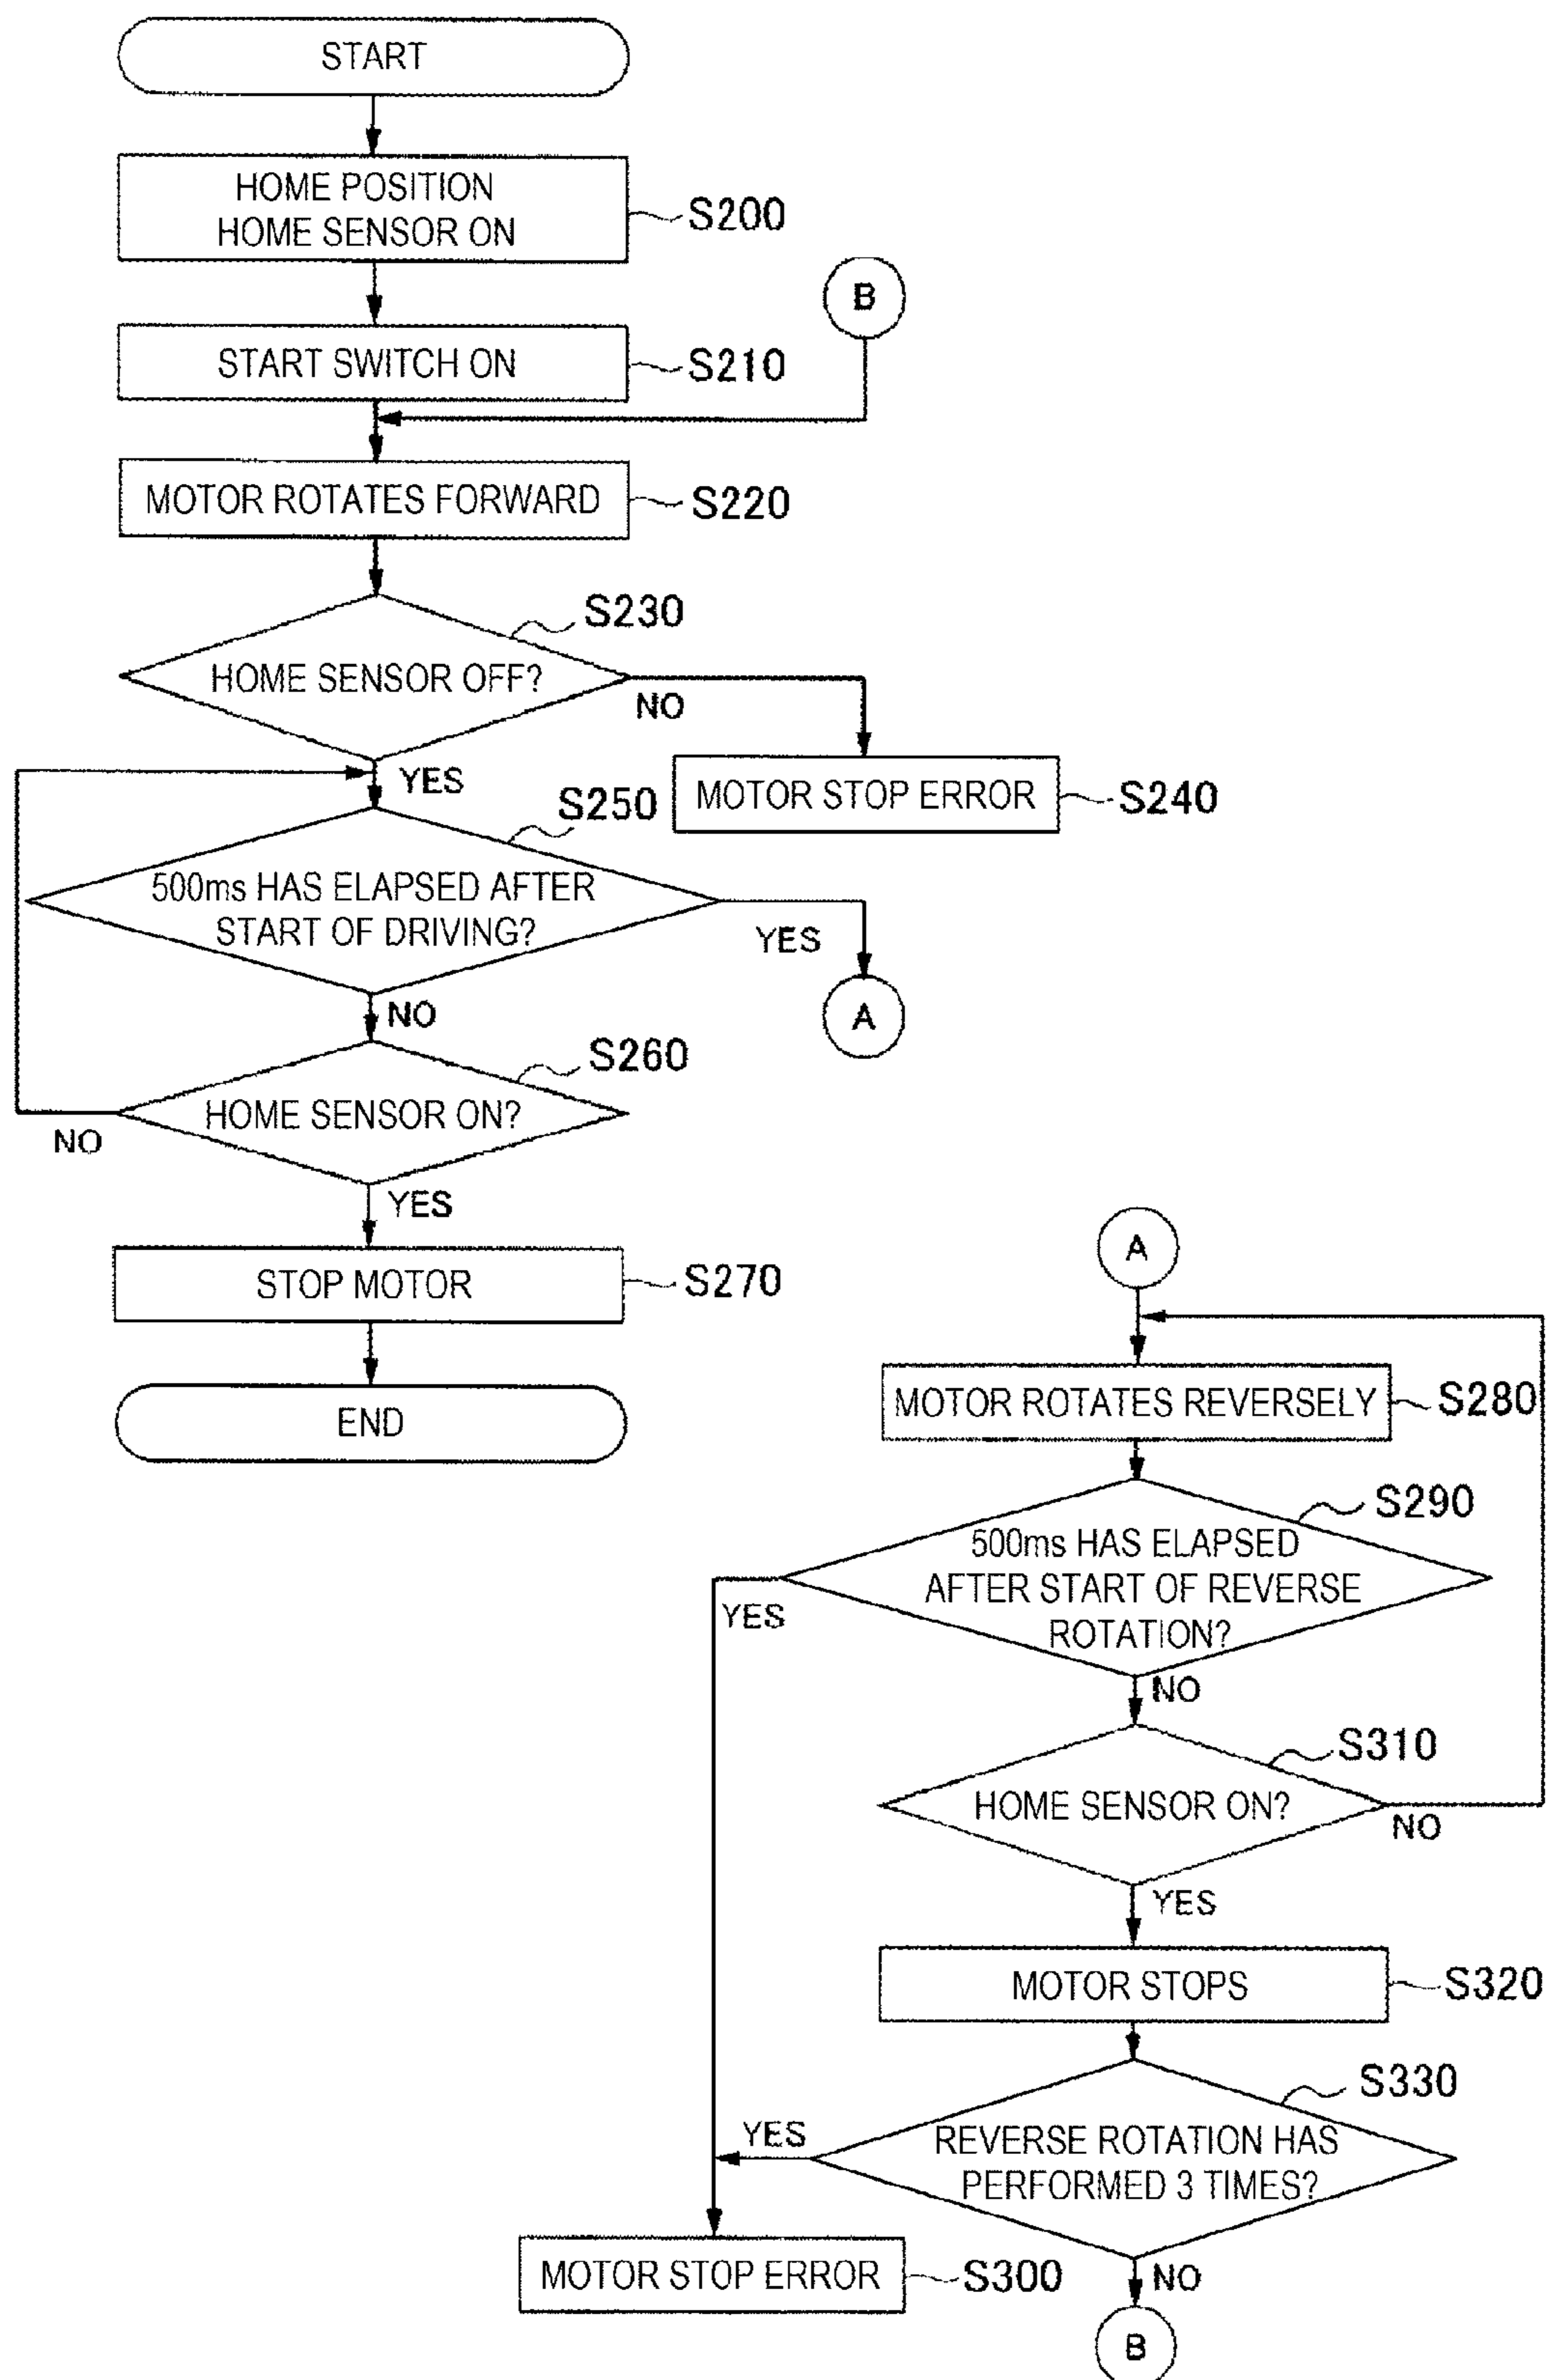 START
HOME POSITION
HOME SENSOR ON
S200
B
START SWITCH ON
S210
MOTOR ROTATES FORWARD
S220
S230
HOME SENSOR OFF?
NO
YES
MOTOR STOP ERROR
S240
S250
500ms HAS ELAPSED AFTER
START OF DRIVING?
YES
A
NO
S260
HOME SENSOR ON?
NO
YES
STOP MOTOR
S270
END
A
MOTOR ROTATES REVERSELY
S280
S290
500ms HAS ELAPSED
AFTER START OF REVERSE
ROTATION?
YES
NO
S310
HOME SENSOR ON?
NO
YES
MOTOR STOPS
S320
S330
REVERSE ROTATION HAS
PERFORMED 3 TIMES?
YES
MOTOR STOP ERROR
S300
NO
B